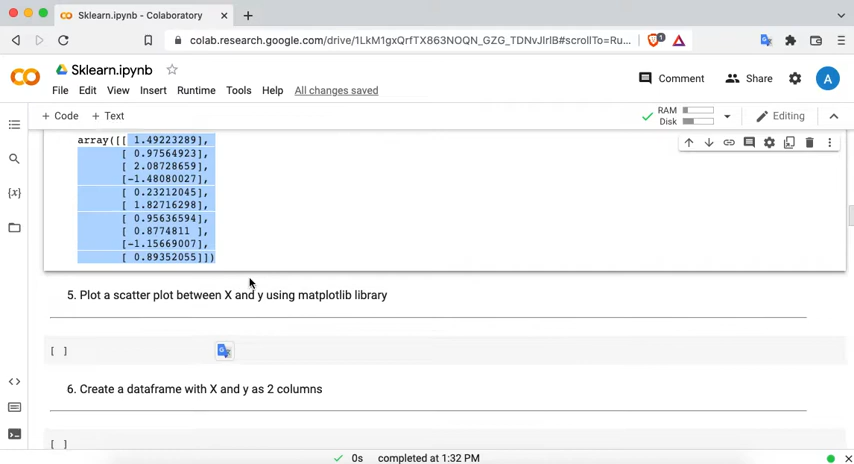 Sklearn.ipynb - Colaboratory
colab.research.google.com/drive/1LkM1gxQrfTX863NOQN_GZG_TDNvJIrlB#scrollTo=Ru...
1
Sklearn.ipynb
Comment
Share
A
File Edit View Insert Runtime Tools Help All changes saved
+ Code + Text
RAM
Disk
Editing
array([[ 1.49223289],
[ 0.97564923],
[ 2.08728659],
[-1.48080027],
[ 0.23212045],
[ 1.82716298],
[ 0.95636594],
[ 0.8774811 ],
[-1.15669007],
[ 0.89352055]])
5. Plot a scatter plot between X and y using matplotlib library
[ ]
6. Create a dataframe with X and y as 2 columns
[ ]
0s completed at 1:32 PM